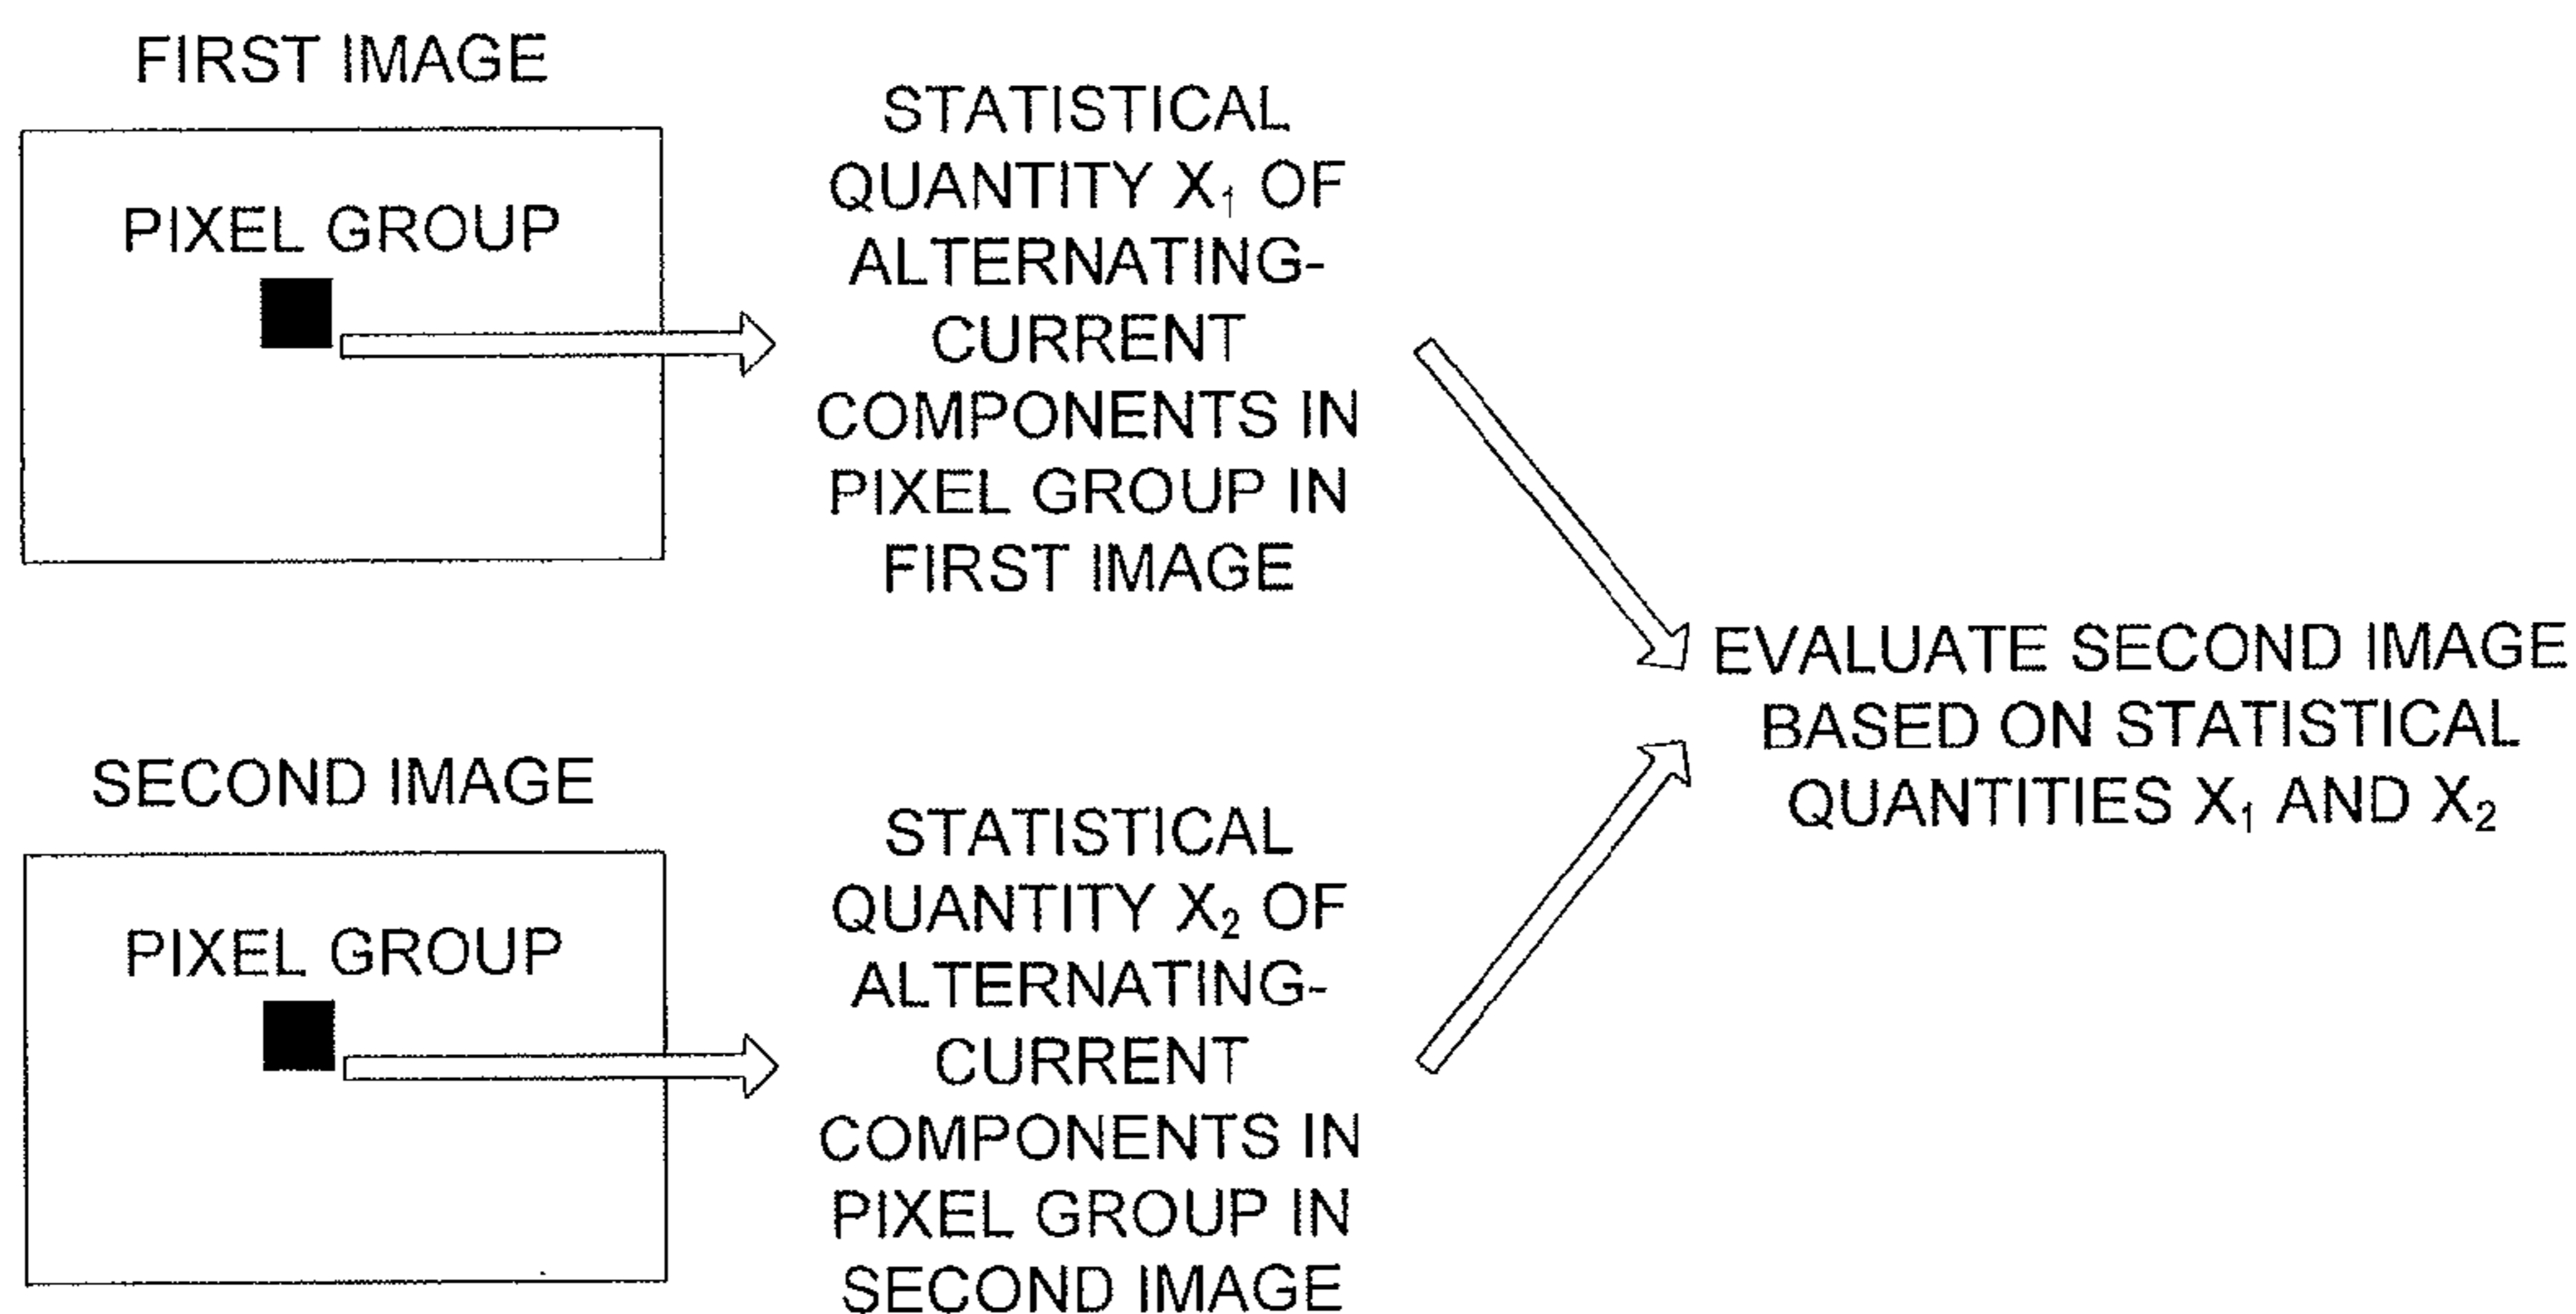 FIRST IMAGE
PIXEL GROUP
STATISTICAL
QUANTITY X₁ OF
ALTERNATING-
CURRENT
COMPONENTS IN
PIXEL GROUP IN
FIRST IMAGE
SECOND IMAGE
PIXEL GROUP
STATISTICAL
QUANTITY X₂ OF
ALTERNATING-
CURRENT
COMPONENTS IN
PIXEL GROUP IN
SECOND IMAGE
EVALUATE SECOND IMAGE
BASED ON STATISTICAL
QUANTITIES X₁ AND X₂